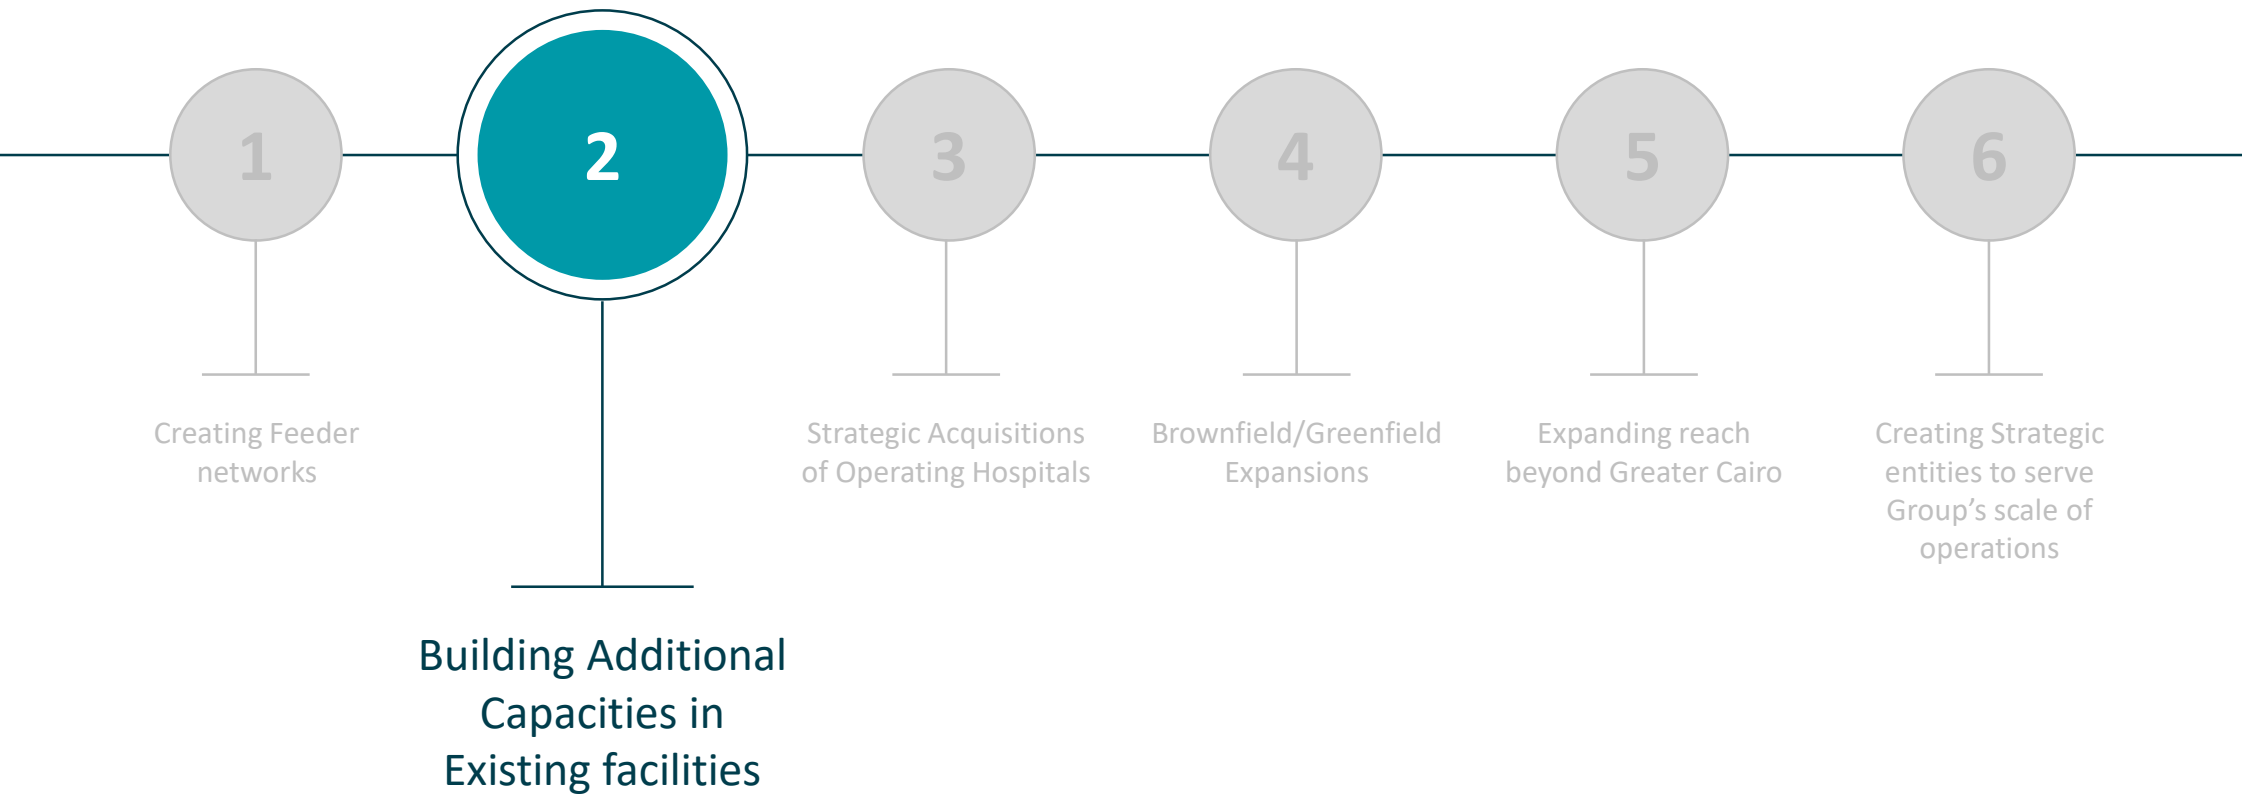 1
2
3
4
5
6
Creating Feeder
networks
Strategic Acquisitions
of Operating Hospitals
Brownfield/Greenfield
Expansions
Expanding reach
beyond Greater Cairo
Creating Strategic
entities to serve
Group’s scale of
operations
Building Additional
Capacities in
Existing facilities